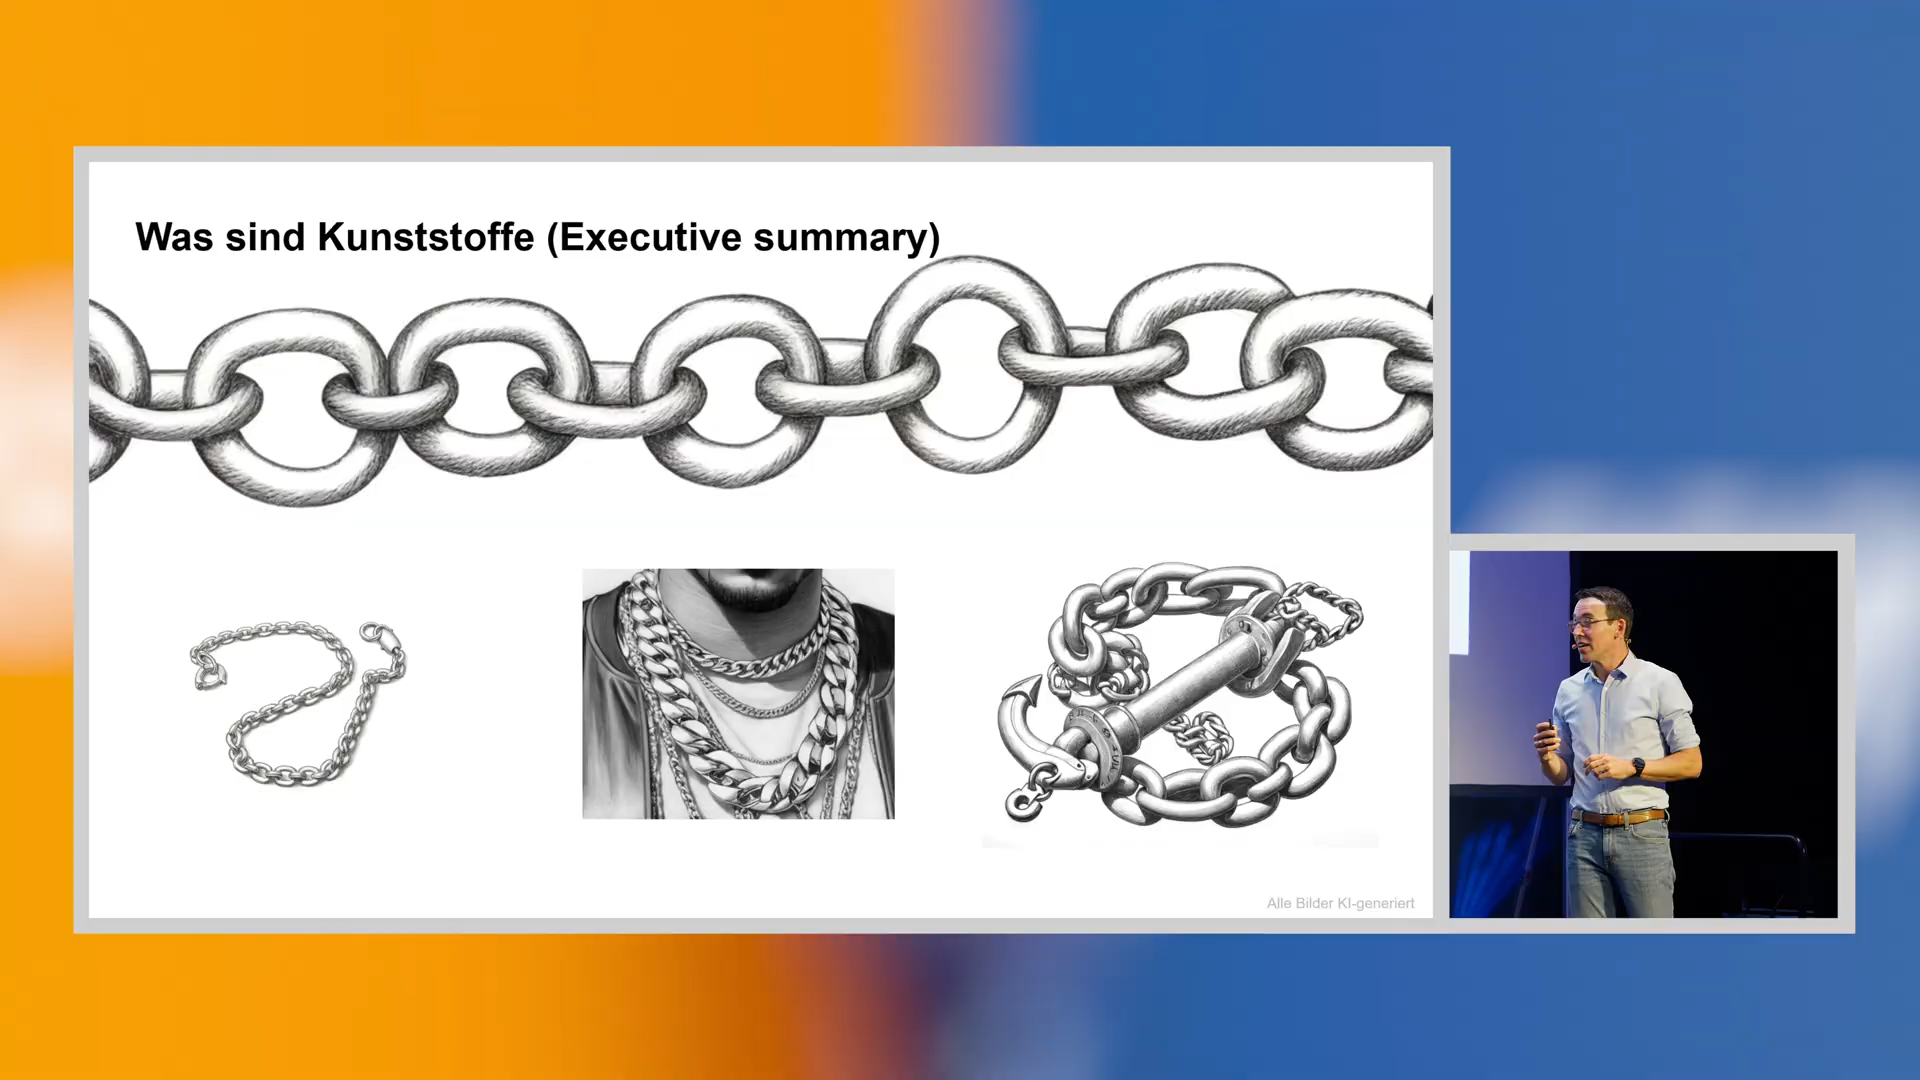 Was sind Kunststoffe (Executive summary)
Alle Bilder KI-generiert